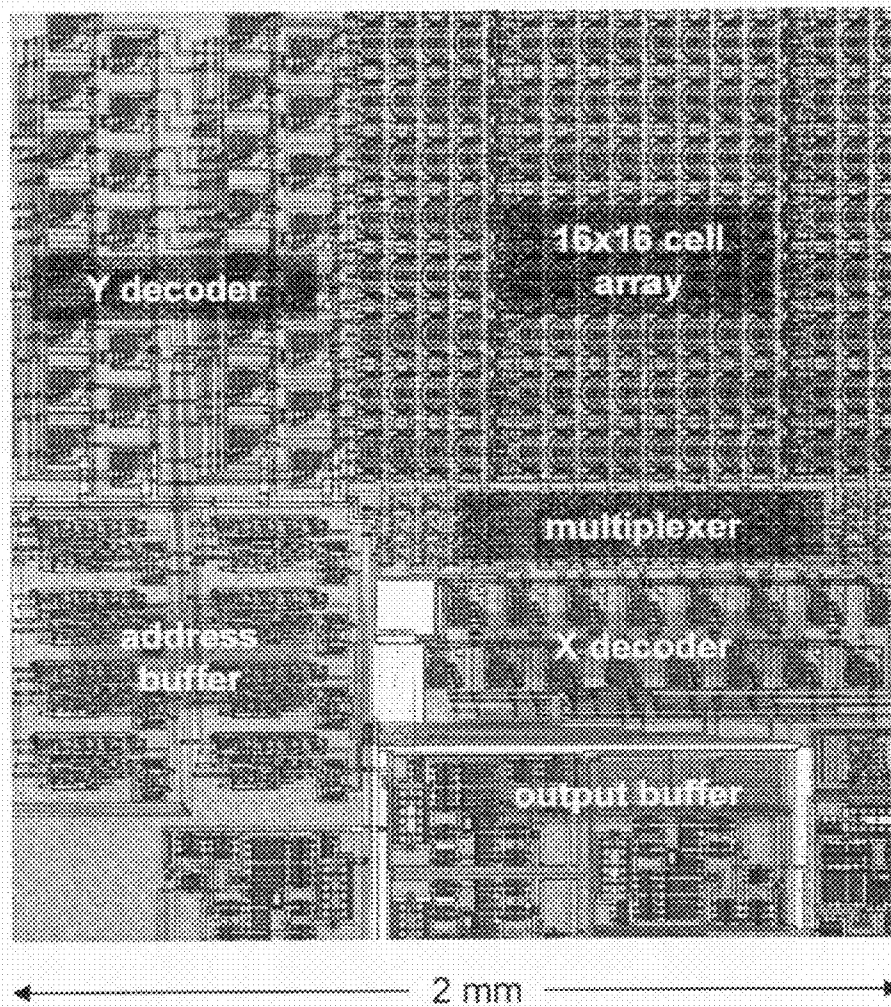 16x16 cell
array
Y decoder
multiplexer
address
buffer
X decoder
output buffer
2 mm